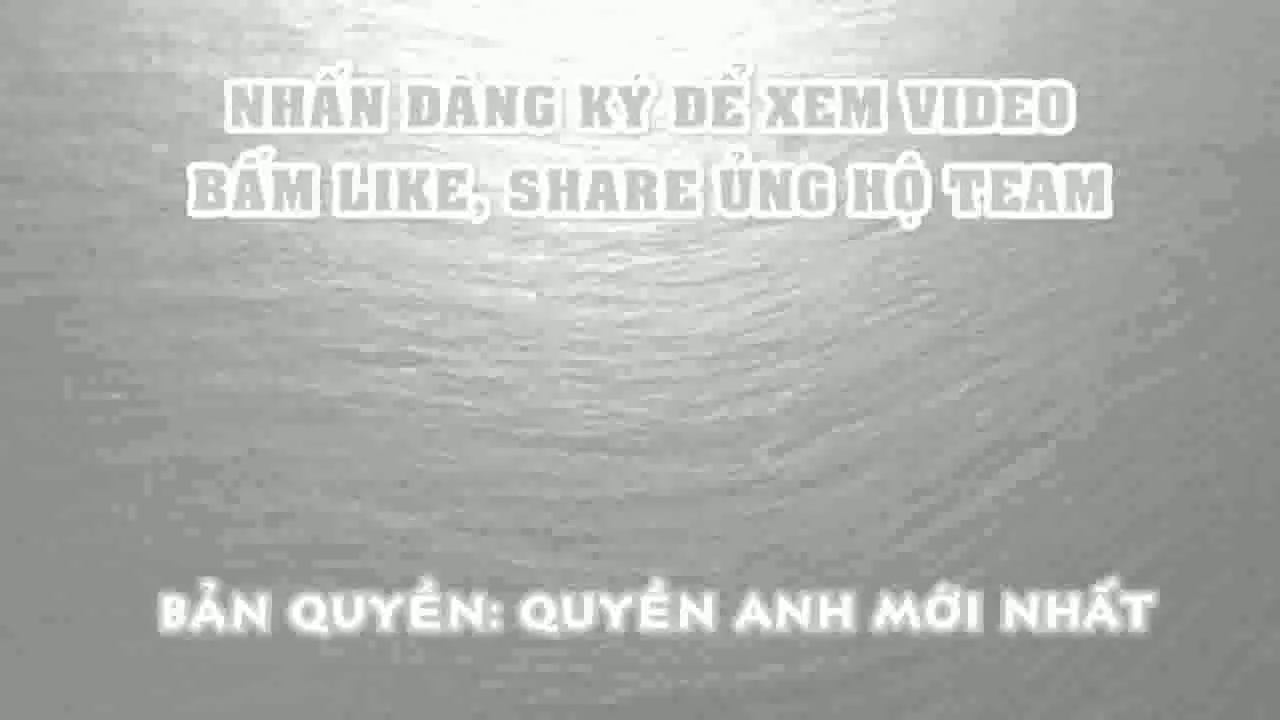 NHẤN ĐĂNG KÝ ĐỂ XEM VIDEO
BẤM LIKE, SHARE ỦNG HỘ TEAM
BẢN QUYỀN: QUYỀN ANH MỚI NHẤT